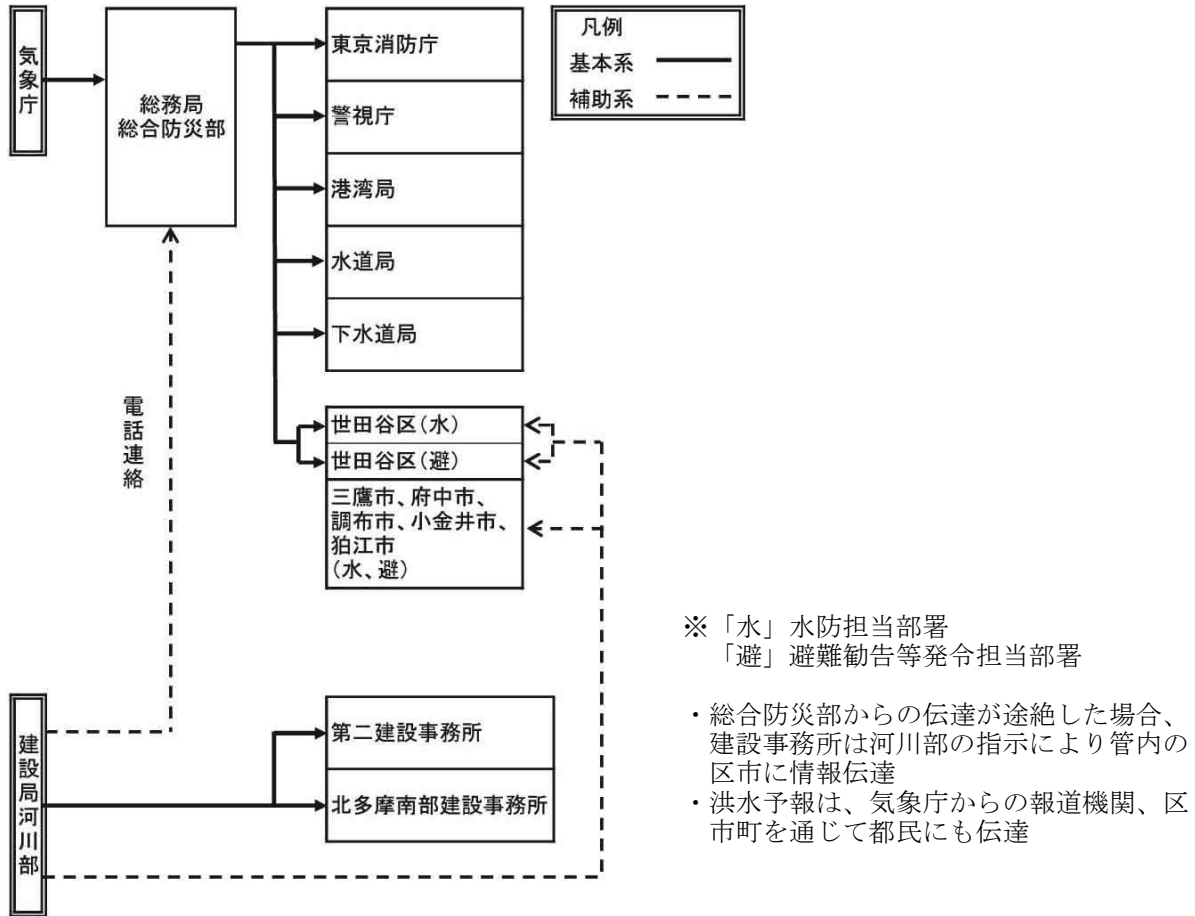 気象庁
総務局
総合防災部
東京消防庁
警視庁
港湾局
水道局
下水道局
凡例
基本系
補助系
電話連絡
世田谷区(水)
世田谷区(避)
三鷹市、府中市、
調布市、小金井市、
狛江市
(水、避)
建設局河川部
第二建設事務所
北多摩南部建設事務所
※「水」水防担当部署
「避」避難勧告等発令担当部署
・総合防災部からの伝達が途絶した場合、
建設事務所は河川部の指示により管内の
区市に情報伝達
・洪水予報は、気象庁からの報道機関、区
市町を通じて都民にも伝達